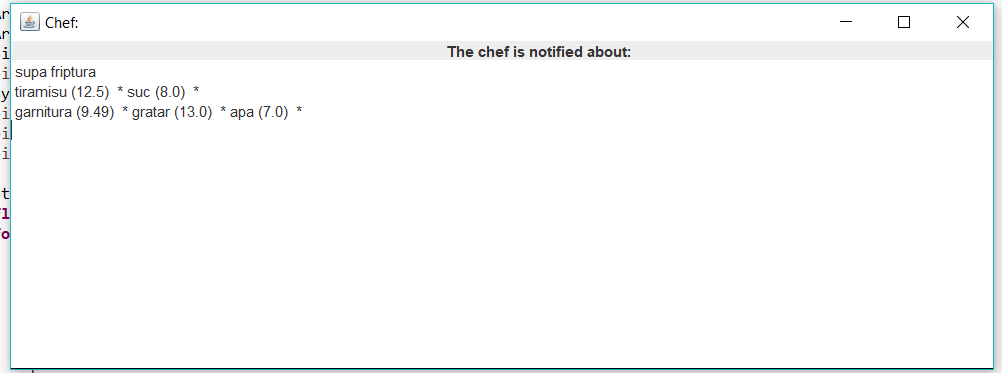 Chef:
The chef is notified about:
supa friptura
tiramisu (12.5)  * suc (8.0)  *
garnitura (9.49)  * gratar (13.0)  * apa (7.0)  *